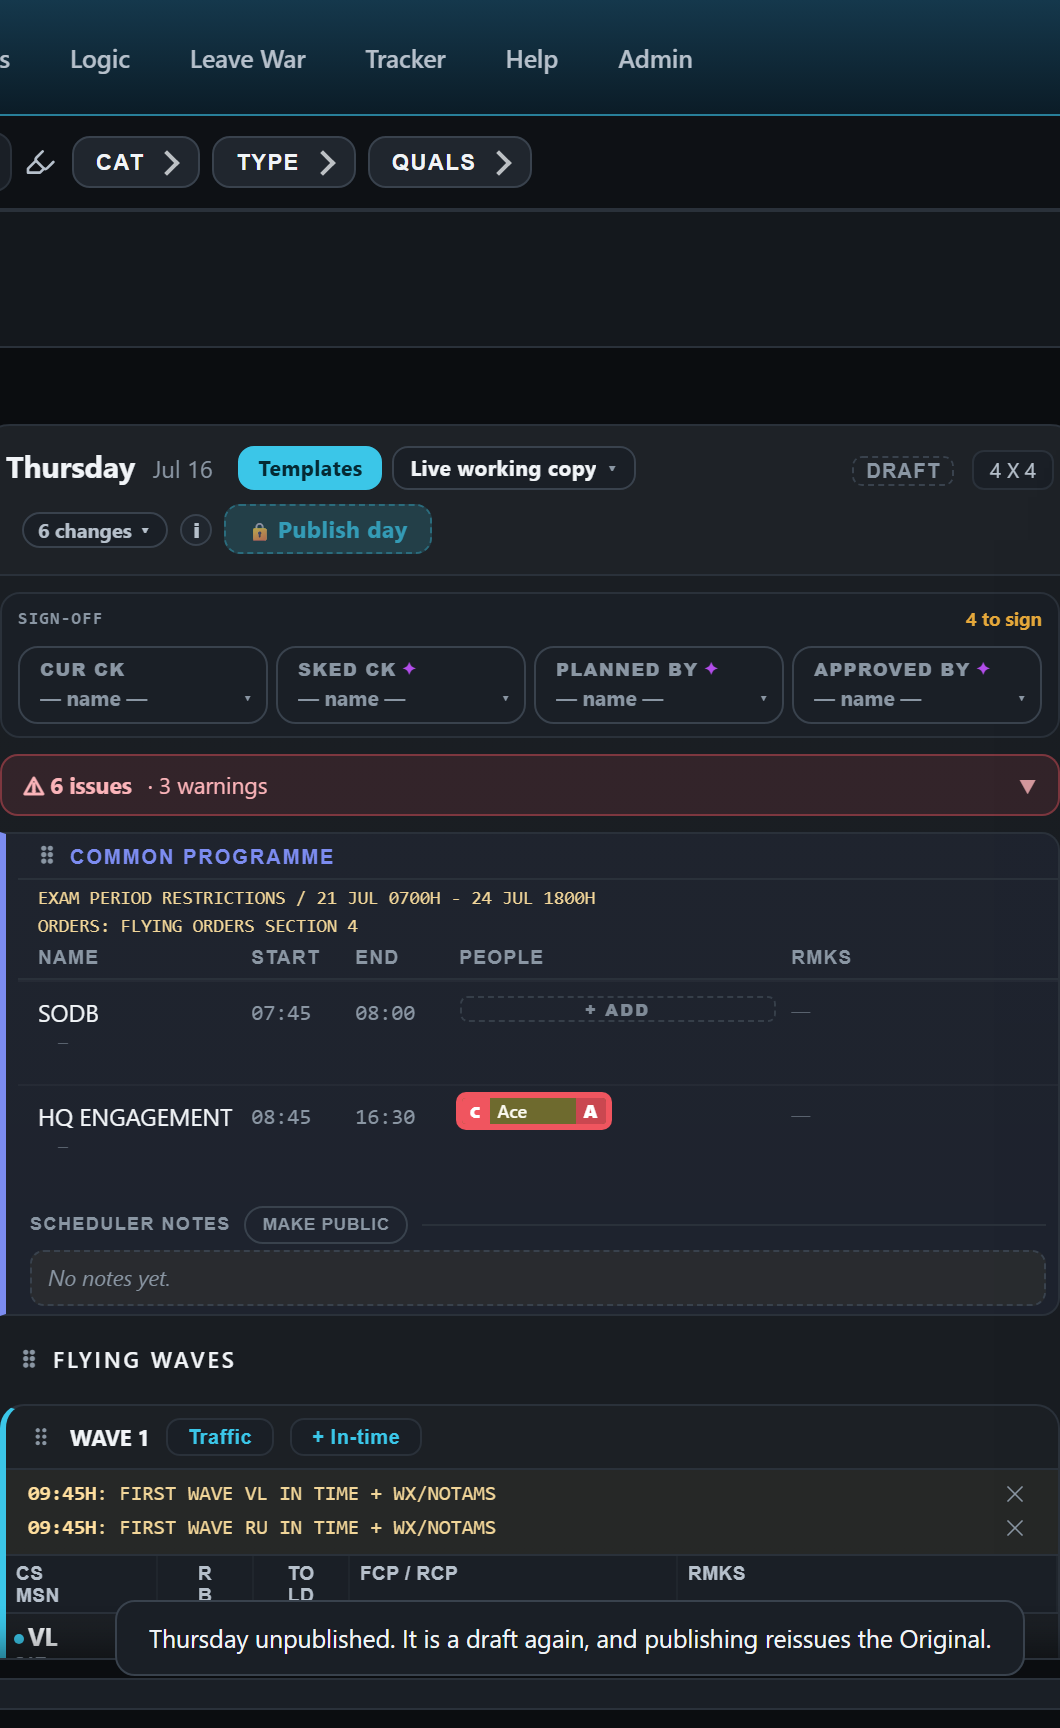 s Logic Leave War Tracker Help Admin
CAT TYPE QUALS
Thursday Jul 16 Templates Live working copy DRAFT 4 X 4
6 changes i Publish day
SIGN-OFF 4 to sign
CUR CK SKED CK PLANNED BY APPROVED BY
— name — — name — — name — — name —
6 issues · 3 warnings
COMMON PROGRAMME
EXAM PERIOD RESTRICTIONS / 21 JUL 0700H - 24 JUL 1800H
ORDERS: FLYING ORDERS SECTION 4
NAME START END PEOPLE RMKS
SODB 07:45 08:00 + ADD —
—
HQ ENGAGEMENT 08:45 16:30 C Ace A —
—
SCHEDULER NOTES MAKE PUBLIC
No notes yet.
FLYING WAVES
WAVE 1 Traffic + In-time
09:45H: FIRST WAVE VL IN TIME + WX/NOTAMS
09:45H: FIRST WAVE RU IN TIME + WX/NOTAMS
CS R TO FCP / RCP RMKS
MSN B LD
VL
Thursday unpublished. It is a draft again, and publishing reissues the Original.